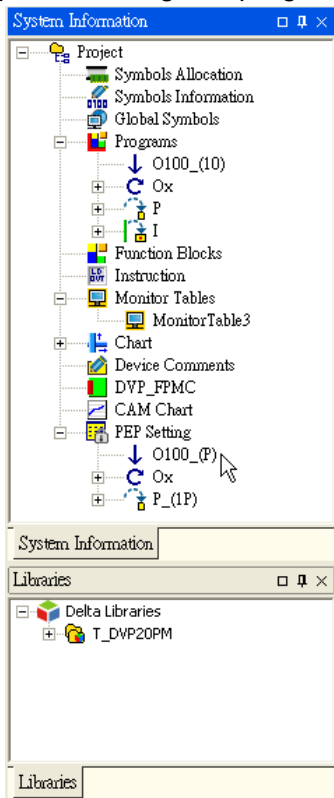 System Information
Project
Symbols Allocation
Symbols Information
Global Symbols
Programs
O100_(10)
Ox
P
I
Function Blocks
Instruction
Monitor Tables
MonitorTable3
Chart
Device Comments
DVP_FPMC
CAM Chart
PEP Setting
O100_(P)
Ox
P_(1P)
System Information
Libraries
Delta Libraries
T_DVP20PM
Libraries